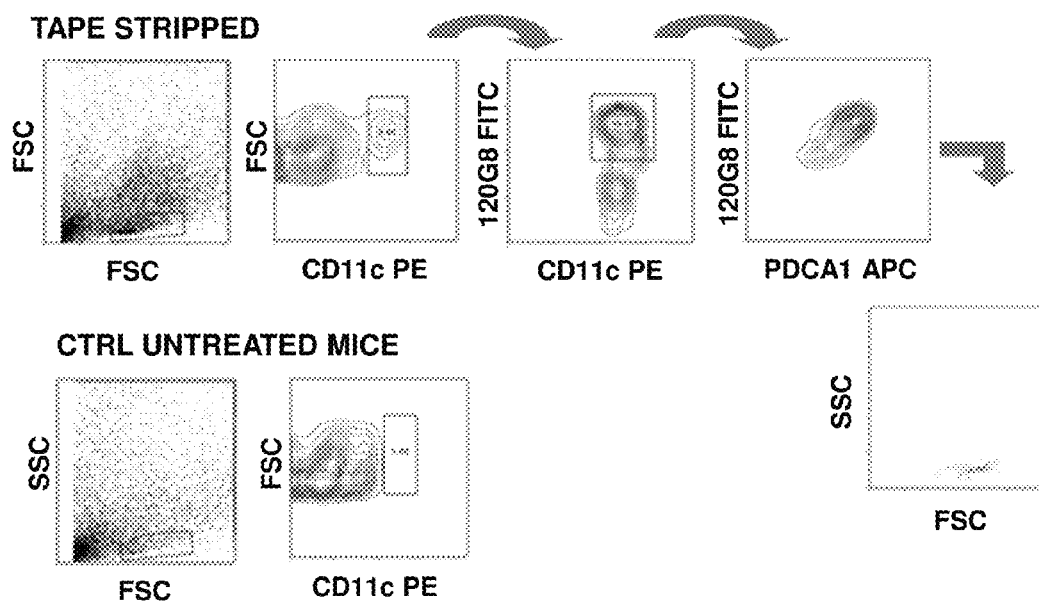 TAPE STRIPPED
FSC
FSC
FSC
CD11c PE
120G8 FITC
CD11c PE
120G8 FITC
PDCA1 APC
CTRL UNTREATED MICE
SSC
FSC
FSC
CD11c PE
SSC
FSC